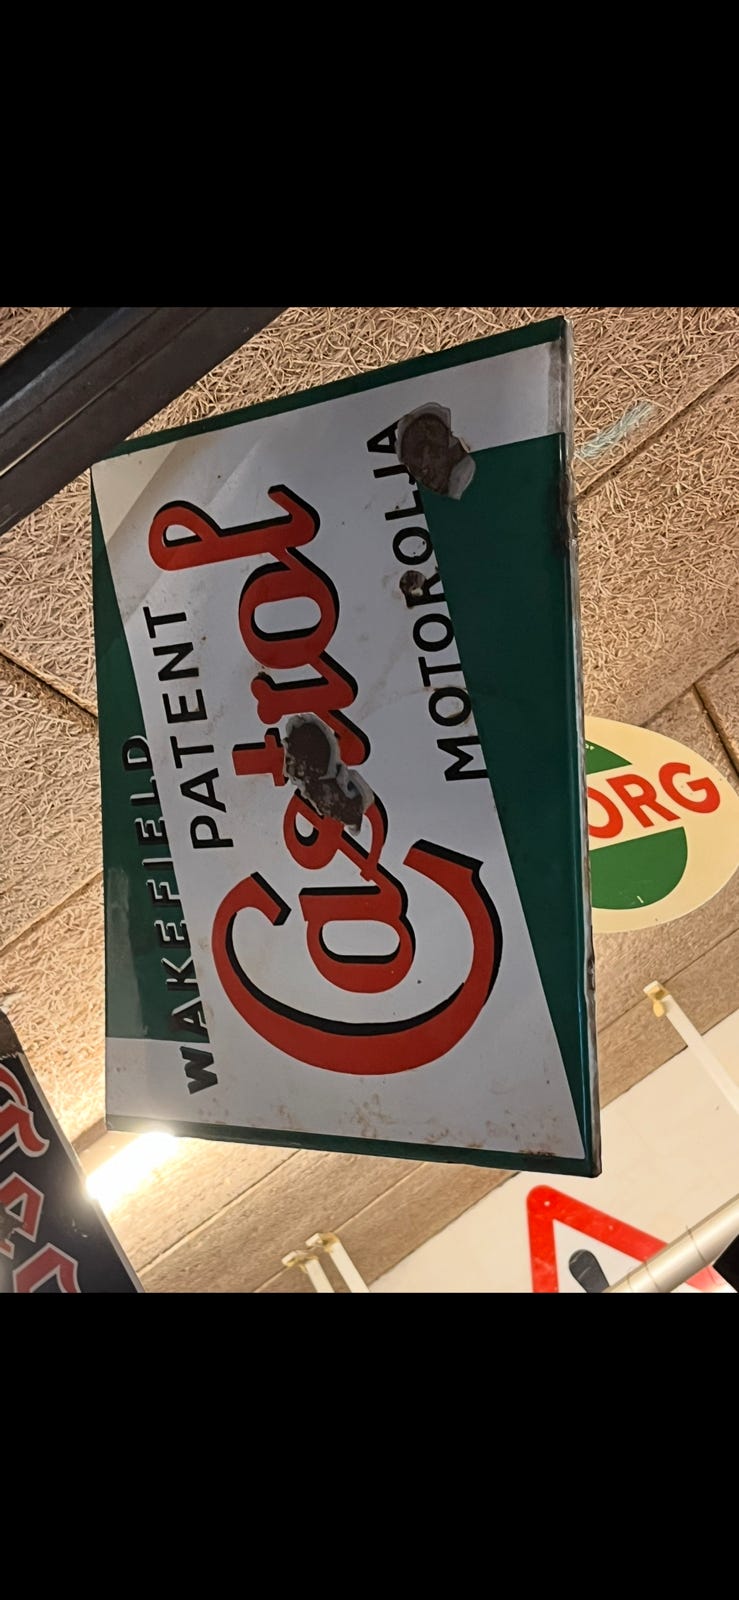 WAKEFIELD
PATENT
Castrol
MOTOROLJA
ORG